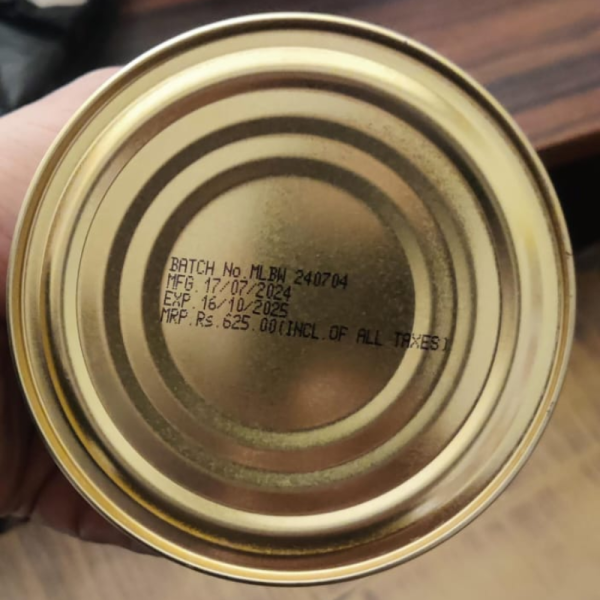 BATCH No.MLBW 240704
MFG.17/07/2024
EXP.16/10/2025
MRP.Rs.625.00(INCL.OF ALL TAXES)